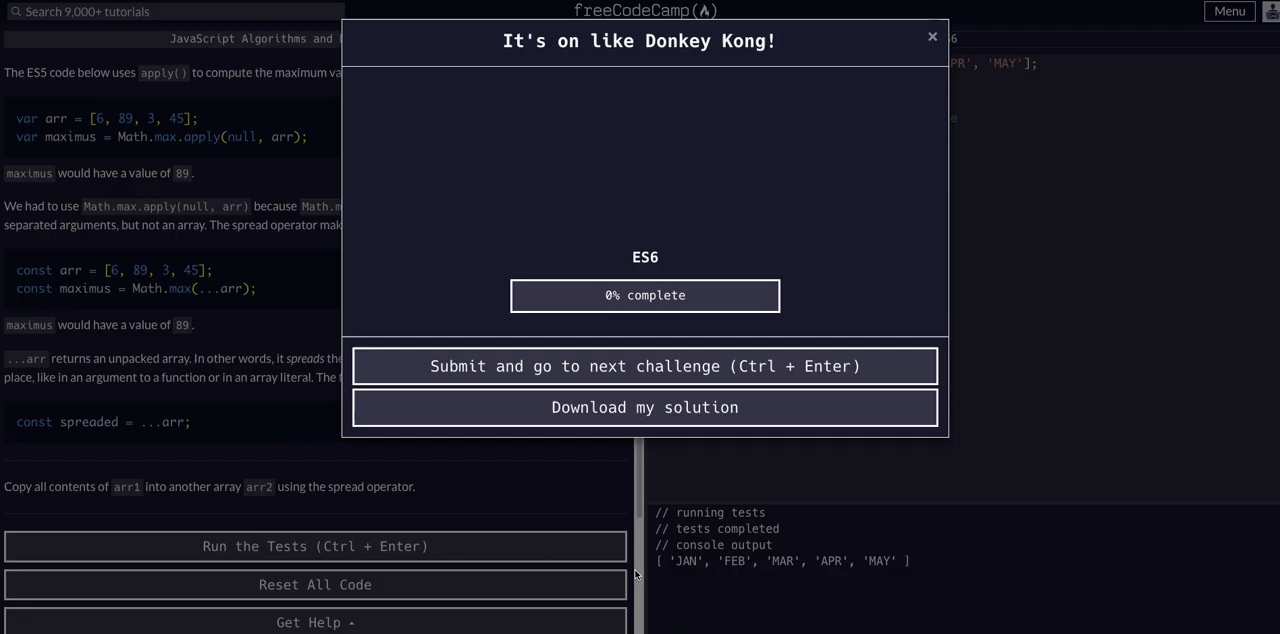 Search 9,000+ tutorials
freeCodeCamp
Menu
JavaScript Algorithms and
The ES5 code below uses apply() to compute the maximum va
var arr = [6, 89, 3, 45];
var maximus = Math.max.apply(null, arr);
maximus would have a value of 89.
We had to use Math.max.apply(null, arr) because Math.m
separated arguments, but not an array. The spread operator mak
const arr = [6, 89, 3, 45];
const maximus = Math.max(...arr);
maximus would have a value of 89.
...arr returns an unpacked array. In other words, it spreads the
place, like in an argument to a function or in an array literal. The f
const spreaded = ...arr;
Copy all contents of arr1 into another array arr2 using the spread operator.
Run the Tests (Ctrl + Enter)
Reset All Code
Get Help
It's on like Donkey Kong!
×
ES6
0% complete
Submit and go to next challenge (Ctrl + Enter)
Download my solution
6
PR', 'MAY'];
e
// running tests
// tests completed
// console output
[ 'JAN', 'FEB', 'MAR', 'APR', 'MAY' ]